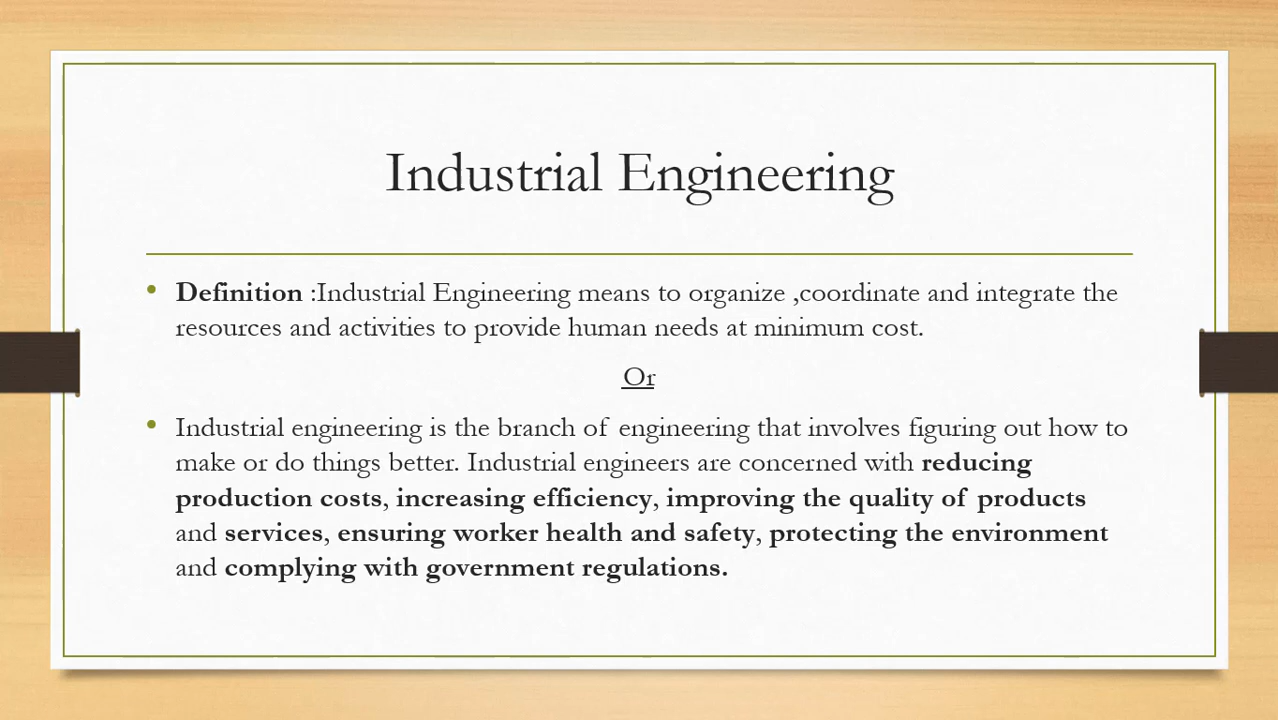 Industrial Engineering
Definition :Industrial Engineering means to organize ,coordinate and integrate the
resources and activities to provide human needs at minimum cost.
Or
Industrial engineering is the branch of engineering that involves figuring out how to
make or do things better. Industrial engineers are concerned with reducing
production costs, increasing efficiency, improving the quality of products
and services, ensuring worker health and safety, protecting the environment
and complying with government regulations.